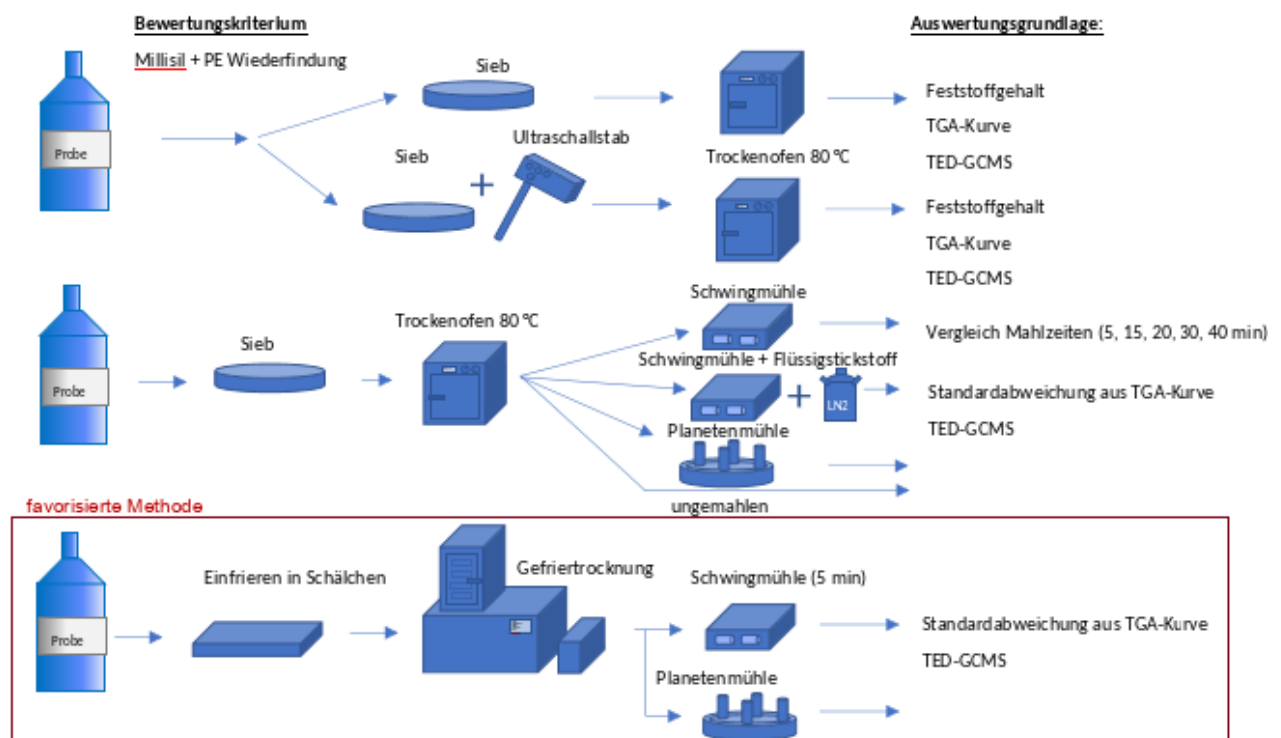 Bewertungskriterium
Auswertungsgrundlage:
Millisil + PE Wiederfindung
Probe
Sieb
Feststoffgehalt
TGA-Kurve
TED-GCMS
Sieb
Ultraschallstab
Trockenofen 80 °C
Feststoffgehalt
TGA-Kurve
TED-GCMS
Probe
Sieb
Trockenofen 80 °C
Schwingmühle
Vergleich Mahlzeiten (5, 15, 20, 30, 40 min)
Schwingmühle + Flüssigstickstoff
LN2
Standardabweichung aus TGA-Kurve
TED-GCMS
Planetenmühle
ungemahlen
favorisierte Methode
Probe
Einfrieren in Schälchen
Gefriertrocknung
Schwingmühle (5 min)
Standardabweichung aus TGA-Kurve
TED-GCMS
Planetenmühle